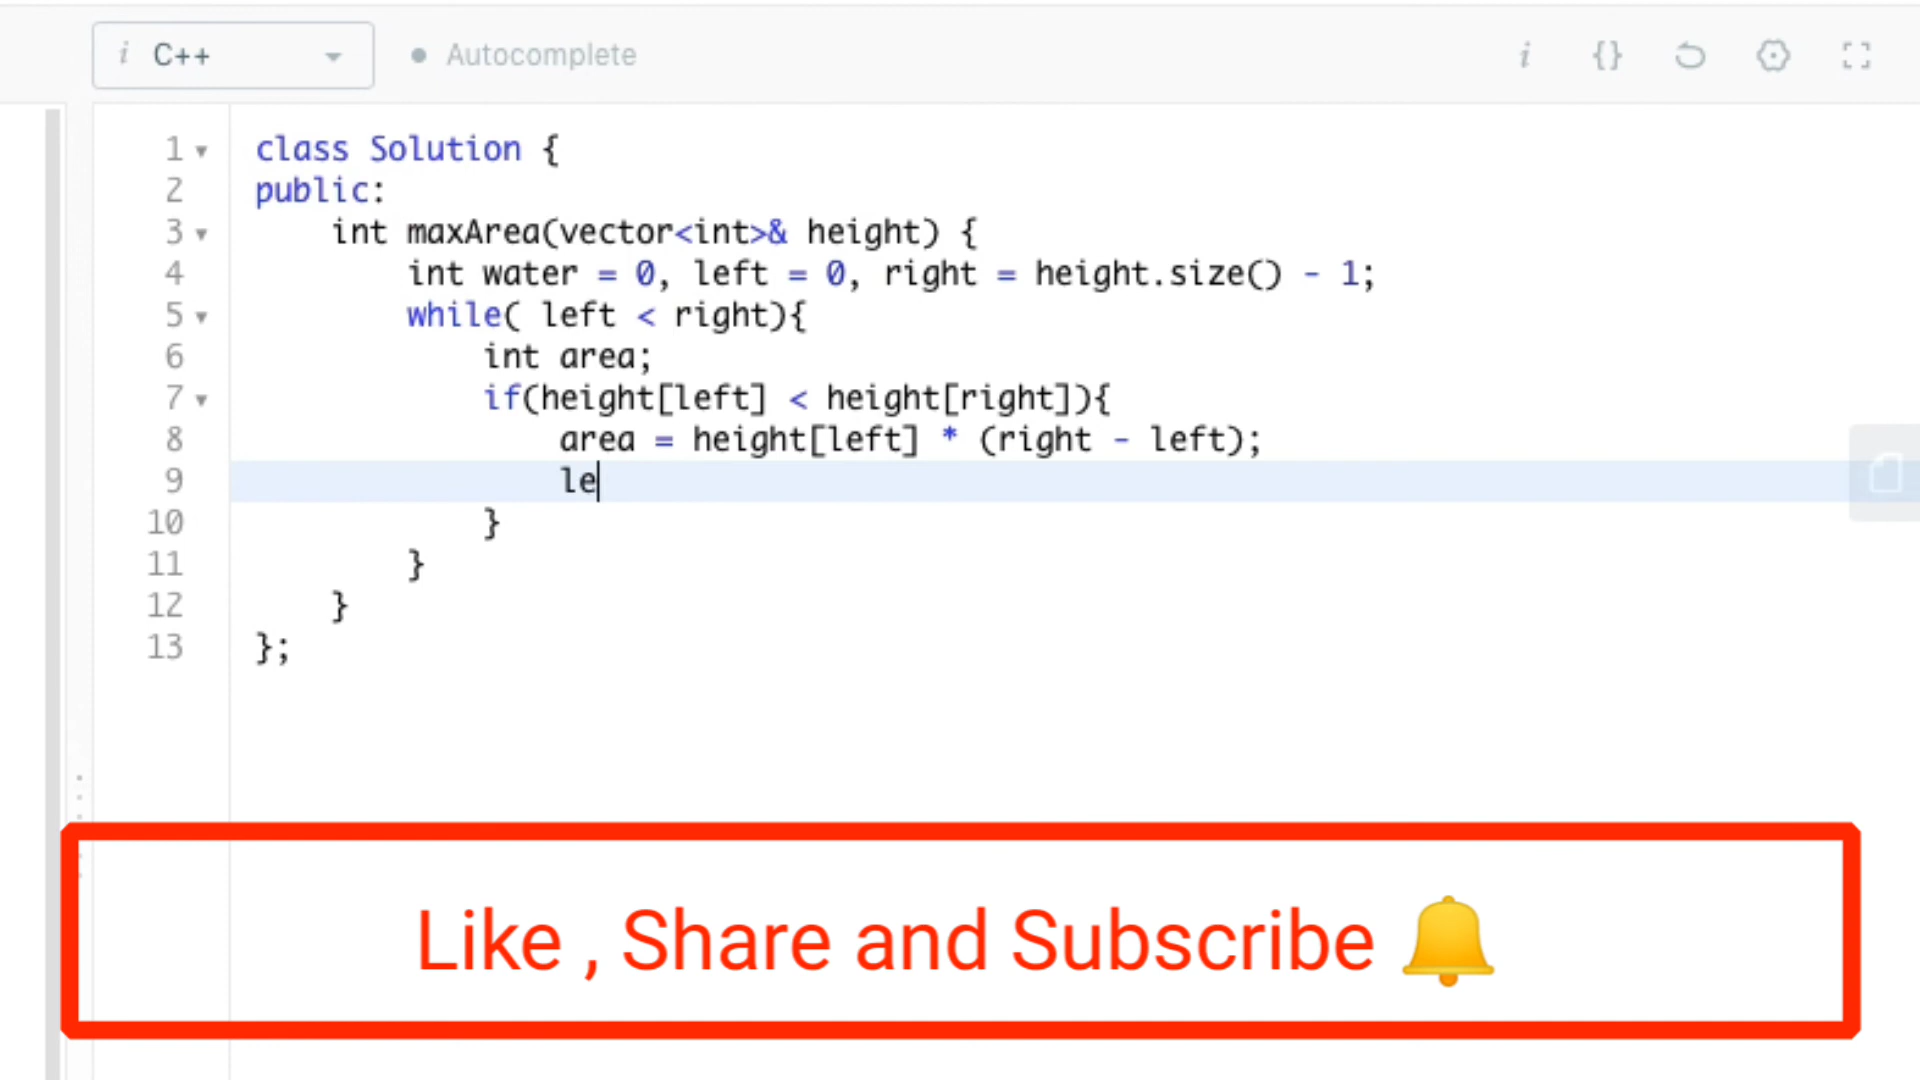 i C++ Autocomplete i {}
1 class Solution {
2 public:
3 int maxArea(vector<int>& height) {
4 int water = 0, left = 0, right = height.size() - 1;
5 while( left < right){
6 int area;
7 if(height[left] < height[right]){
8 area = height[left] * (right - left);
9 le
10 }
11 }
12 }
13 };
Like , Share and Subscribe 🔔